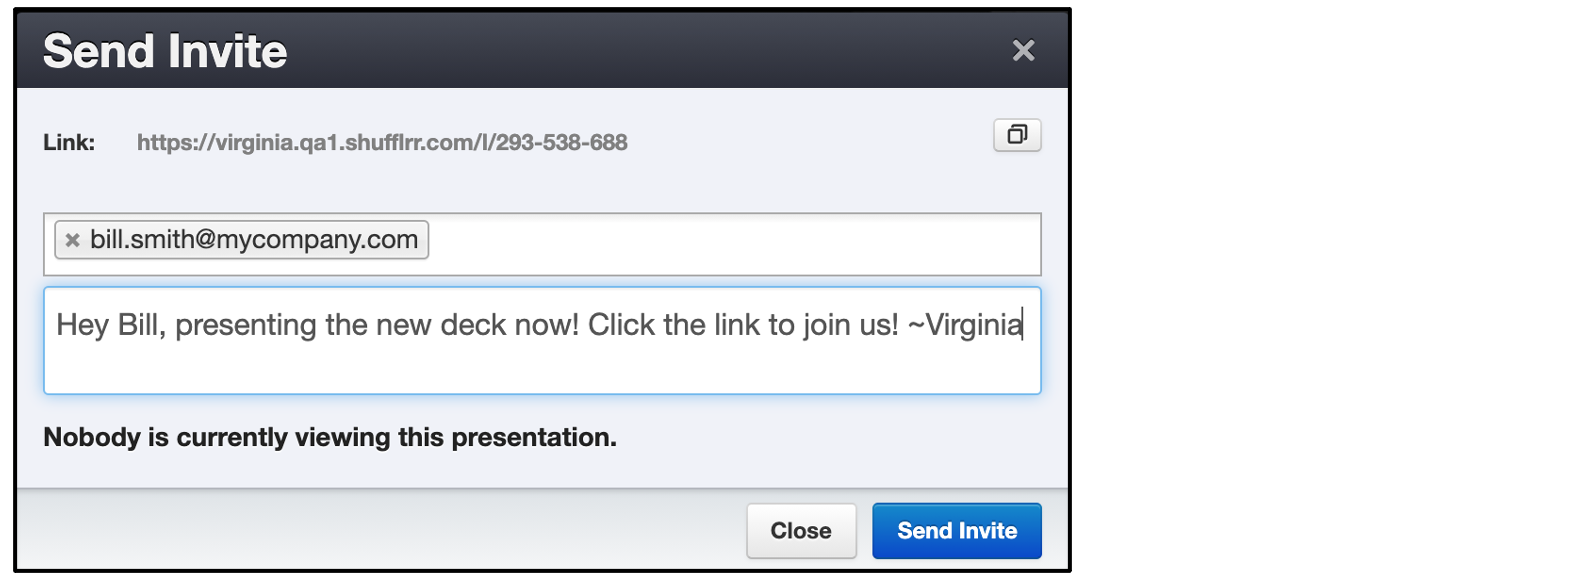 Send Invite
Link: https://virginia.qa1.shufflrr.com/l/293-538-688
bill.smith@mycompany.com
Hey Bill, presenting the new deck now! Click the link to join us! ~Virginia
Nobody is currently viewing this presentation.
Close Send Invite